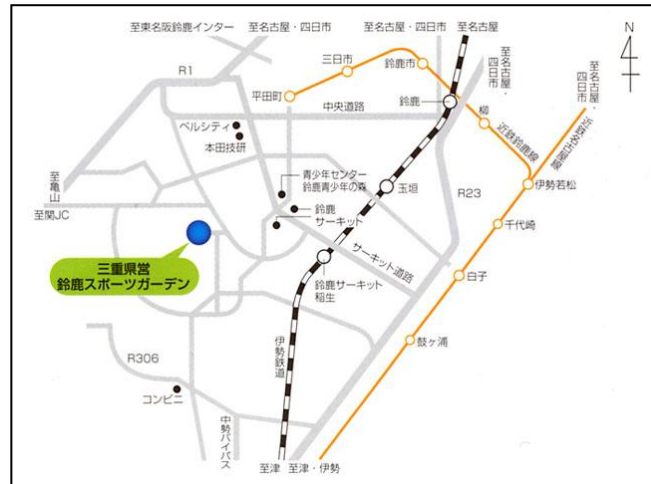 至東名阪鈴鹿インター
至名古屋・四日市
至名古屋・四日市
至名古屋
N
4
R1
三日市
鈴鹿市
至名古屋・四日市
至名古屋・四日市
平田町
中央道路
鈴鹿
柳
近鉄鈴鹿線
近鉄名古屋線
ベルシティ
本田技研
至亀山
青少年センター
鈴鹿青少年の森
玉垣
R23
伊勢若松
至関JC
鈴鹿
サーキット
千代崎
三重県営
鈴鹿スポーツガーデン
サーキット道路
白子
鈴鹿サーキット
稲生
伊勢鉄道
鼓ヶ浦
R306
コンビニ
中勢バイパス
至津
至津・伊勢